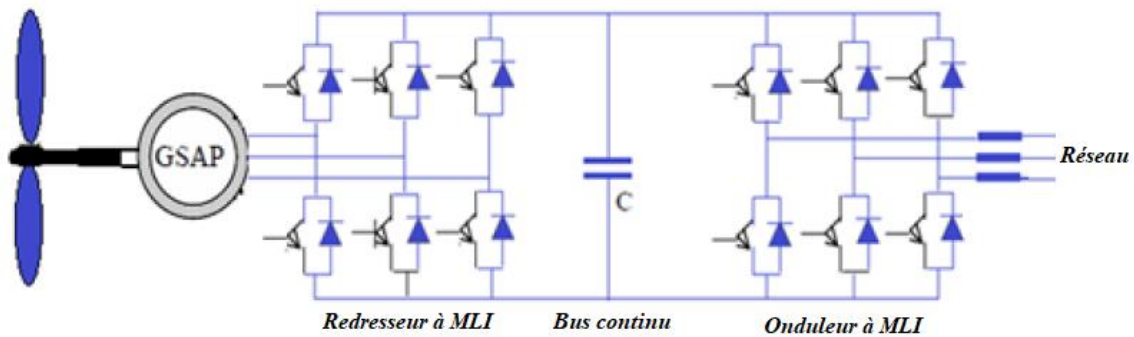 GSAP
C
Réseau
Redresseur à MLI
Bus continu
Onduleur à MLI